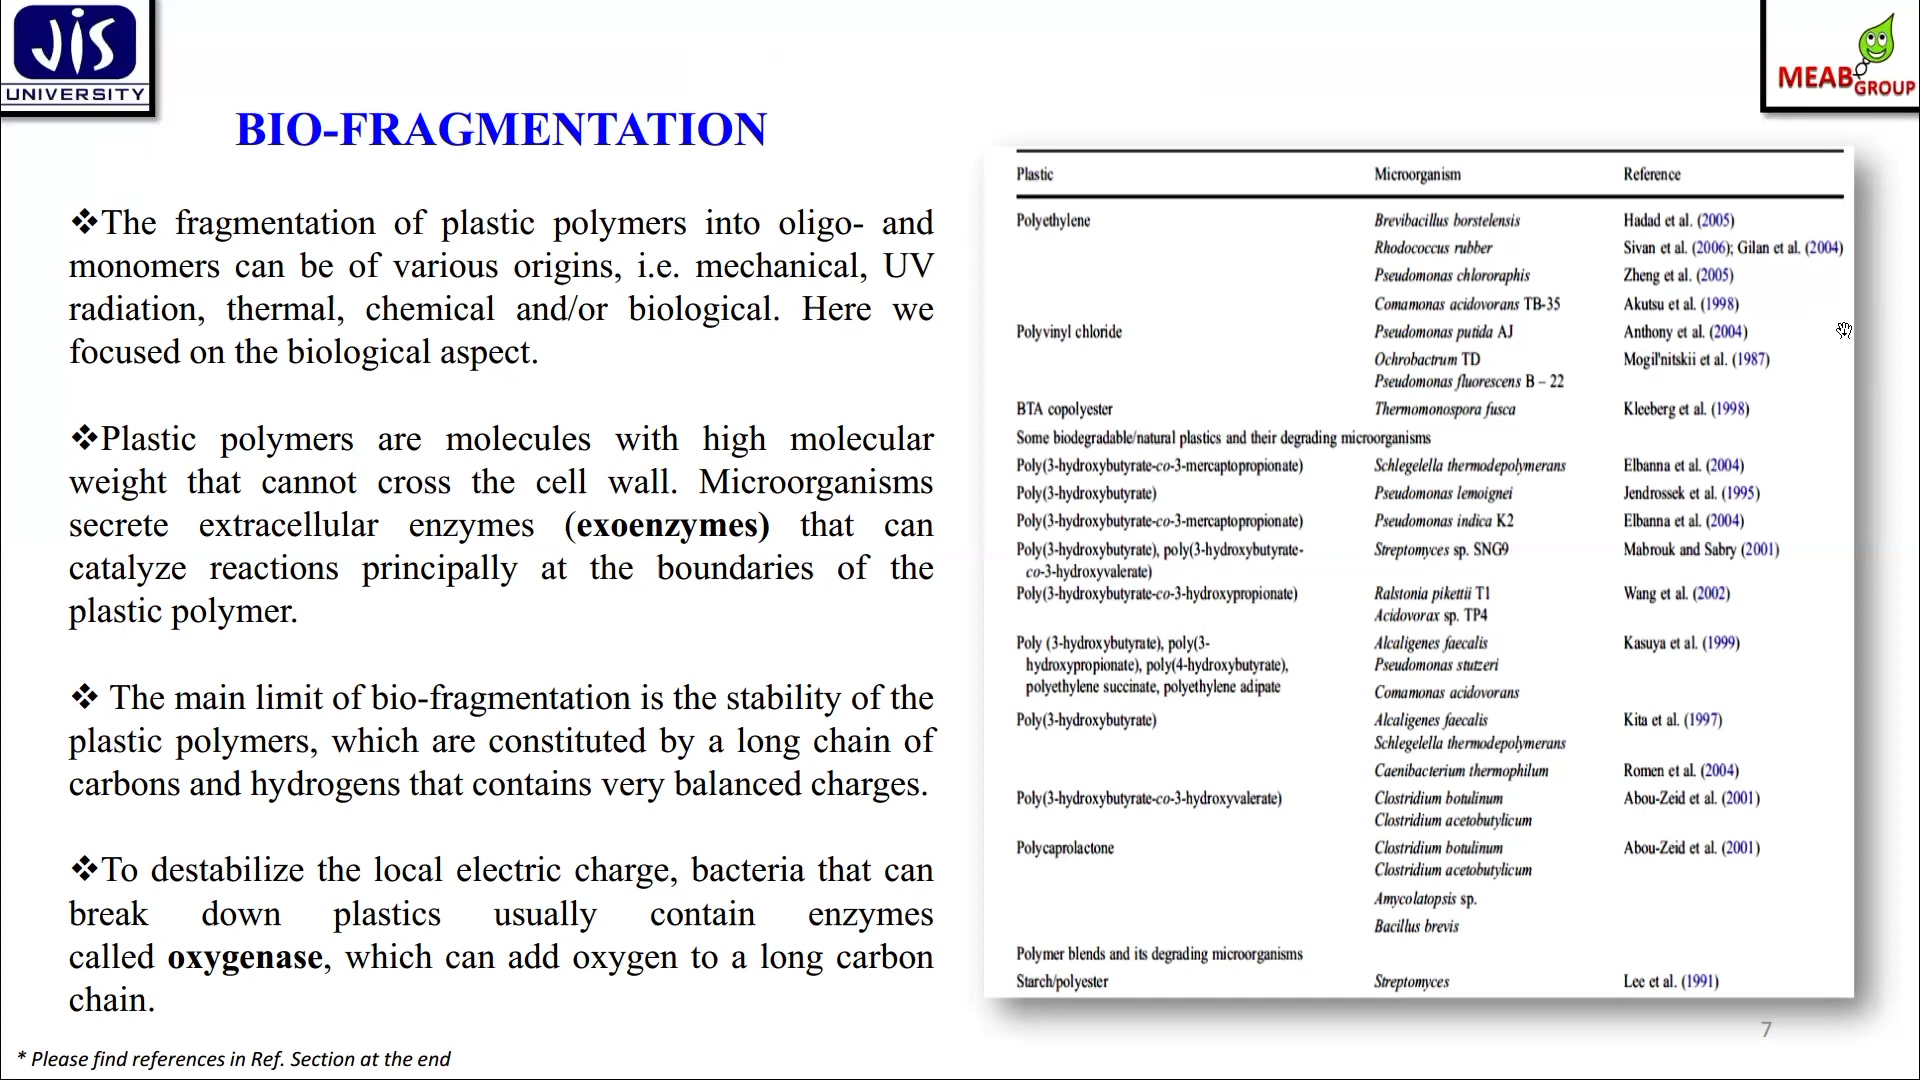 JIS
UNIVERSITY
MEAB GROUP
BIO-FRAGMENTATION
❖The fragmentation of plastic polymers into oligo- and
monomers can be of various origins, i.e. mechanical, UV
radiation, thermal, chemical and/or biological. Here we
focused on the biological aspect.
❖Plastic polymers are molecules with high molecular
weight that cannot cross the cell wall. Microorganisms
secrete extracellular enzymes (exoenzymes) that can
catalyze reactions principally at the boundaries of the
plastic polymer.
❖ The main limit of bio-fragmentation is the stability of the
plastic polymers, which are constituted by a long chain of
carbons and hydrogens that contains very balanced charges.
❖To destabilize the local electric charge, bacteria that can
break down plastics usually contain enzymes
called oxygenase, which can add oxygen to a long carbon
chain.
* Please find references in Ref. Section at the end
Plastic Microorganism Reference
Polyethylene Brevibacillus borstelensis Hadad et al. (2005)
Rhodococcus rubber Sivan et al. (2006); Gilan et al. (2004)
Pseudomonas chlororaphis Zheng et al. (2005)
Comamonas acidovorans TB-35 Akutsu et al. (1998)
Polyvinyl chloride Pseudomonas putida AJ Anthony et al. (2004)
Ochrobactrum TD Mogil'nitskii et al. (1987)
Pseudomonas fluorescens B – 22
BTA copolyester Thermomonospora fusca Kleeberg et al. (1998)
Some biodegradable/natural plastics and their degrading microorganisms
Poly(3-hydroxybutyrate-co-3-mercaptopropionate) Schlegelella thermodepolymerans Elbanna et al. (2004)
Poly(3-hydroxybutyrate) Pseudomonas lemoignei Jendrossek et al. (1995)
Poly(3-hydroxybutyrate-co-3-mercaptopropionate) Pseudomonas indica K2 Elbanna et al. (2004)
Poly(3-hydroxybutyrate), poly(3-hydroxybutyrate- Streptomyces sp. SNG9 Mabrouk and Sabry (2001)
co-3-hydroxyvalerate)
Poly(3-hydroxybutyrate-co-3-hydroxypropionate) Ralstonia pikettii T1 Wang et al. (2002)
Acidovorax sp. TP4
Poly (3-hydroxybutyrate), poly(3- Alcaligenes faecalis Kasuya et al. (1999)
hydroxypropionate), poly(4-hydroxybutyrate), Pseudomonas stutzeri
polyethylene succinate, polyethylene adipate Comamonas acidovorans
Poly(3-hydroxybutyrate) Alcaligenes faecalis Kita et al. (1997)
Schlegelella thermodepolymerans
Caenibacterium thermophilum Romen et al. (2004)
Poly(3-hydroxybutyrate-co-3-hydroxyvalerate) Clostridium botulinum Abou-Zeid et al. (2001)
Clostridium acetobutylicum
Polycaprolactone Clostridium botulinum Abou-Zeid et al. (2001)
Clostridium acetobutylicum
Amycolatopsis sp.
Bacillus brevis
Polymer blends and its degrading microorganisms
Starch/polyester Streptomyces Lee et al. (1991)
7